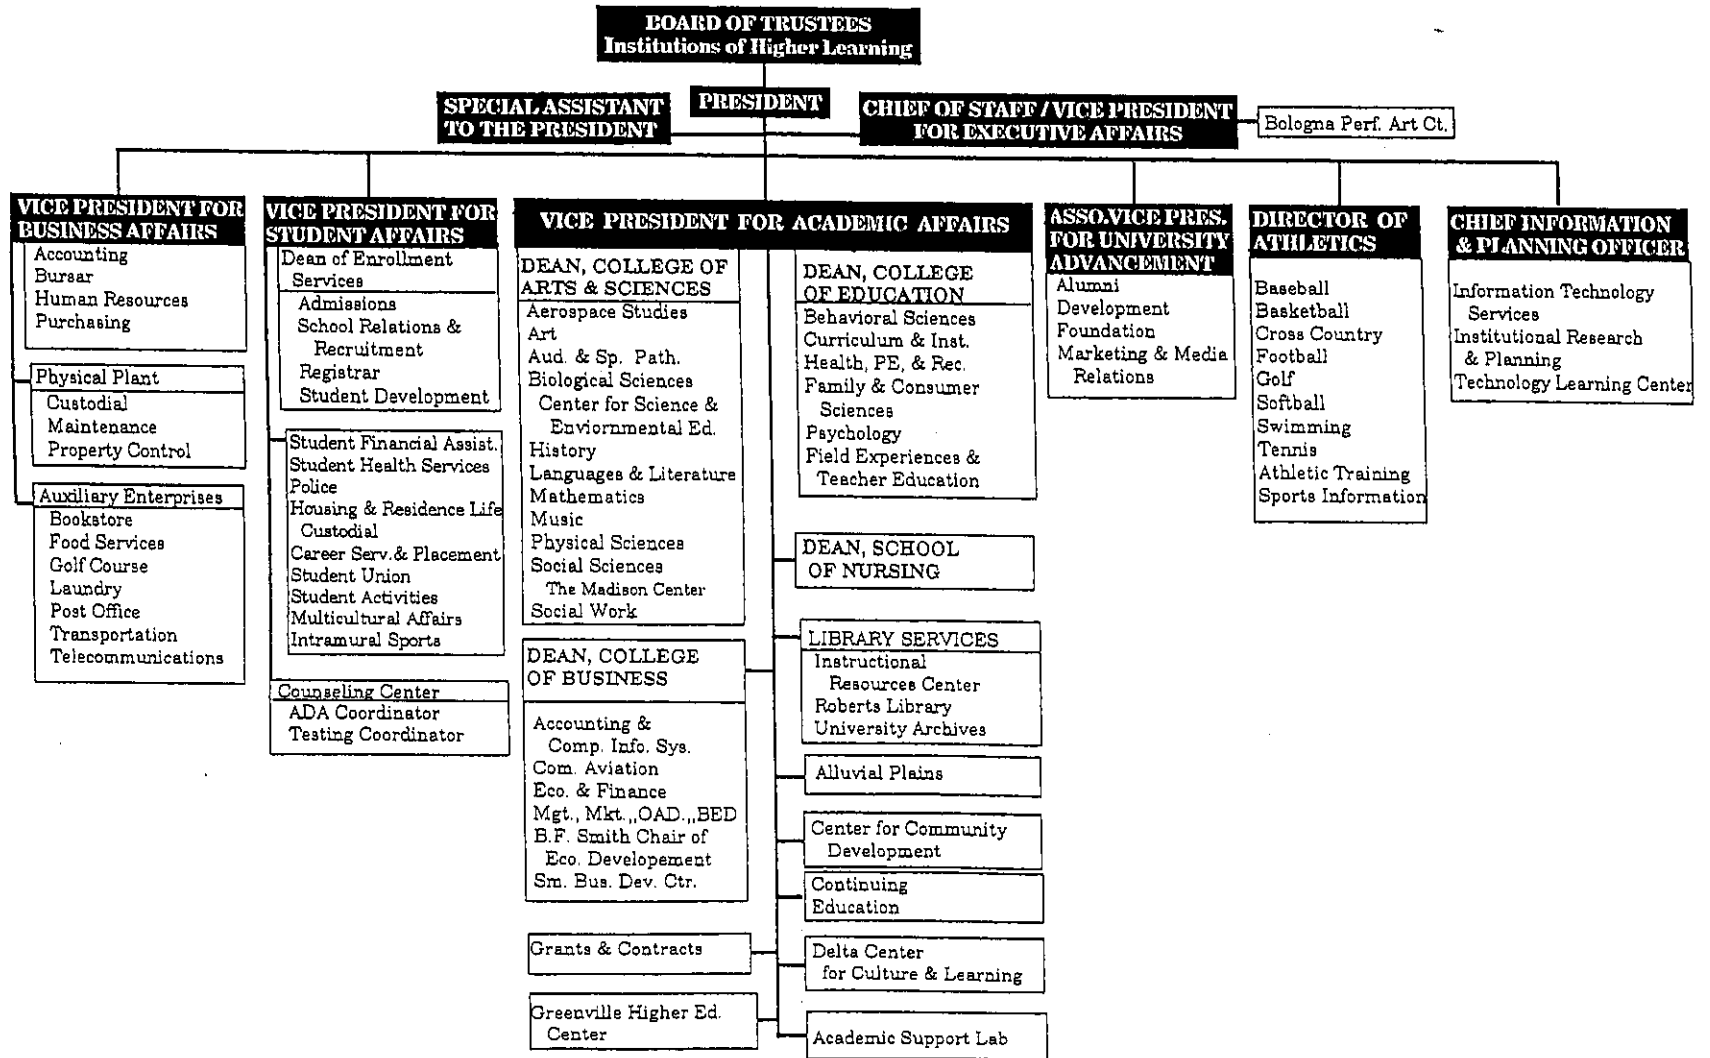 BOARD OF TRUSTEES
Institutions of Higher Learning
SPECIAL ASSISTANT
TO THE PRESIDENT
PRESIDENT
CHIEF OF STAFF / VICE PRESIDENT
FOR EXECUTIVE AFFAIRS
Bologna Perf. Art Ct.
VICE PRESIDENT FOR
BUSINESS AFFAIRS
Accounting
Bursar
Human Resources
Purchasing
Physical Plant
Custodial
Maintenance
Property Control
Auxiliary Enterprises
Bookstore
Food Services
Golf Course
Laundry
Post Office
Transportation
Telecommunications
VICE PRESIDENT FOR
STUDENT AFFAIRS
Dean of Enrollment
Services
Admissions
School Relations &
Recruitment
Registrar
Student Development
Student Financial Assist.
Student Health Services
Police
Housing & Residence Life
Custodial
Career Serv.& Placement
Student Union
Student Activities
Multicultural Affairs
Intramural Sports
Counseling Center
ADA Coordinator
Testing Coordinator
VICE PRESIDENT FOR ACADEMIC AFFAIRS
DEAN, COLLEGE OF
ARTS & SCIENCES
Aerospace Studies
Art
Aud. & Sp. Path.
Biological Sciences
Center for Science &
Enviornmental Ed.
History
Languages & Literature
Mathematics
Music
Physical Sciences
Social Sciences
The Madison Center
Social Work
DEAN, COLLEGE
OF BUSINESS
Accounting &
Comp. Info. Sys.
Com. Aviation
Eco. & Finance
Mgt., Mkt.,,OAD.,,BED
B.F. Smith Chair of
Eco. Developement
Sm. Bus. Dev. Ctr.
Grants & Contracts
Greenville Higher Ed.
Center
DEAN, COLLEGE
OF EDUCATION
Behavioral Sciences
Curriculum & Inst.
Health, PE, & Rec.
Family & Consumer
Sciences
Psychology
Field Experiences &
Teacher Education
DEAN, SCHOOL
OF NURSING
LIBRARY SERVICES
Instructional
Resources Center
Roberts Library
University Archives
Alluvial Plains
Center for Community
Development
Continuing
Education
Delta Center
for Culture & Learning
Academic Support Lab
ASSO.VICE PRES.
FOR UNIVERSITY
ADVANCEMENT
Alumni
Development
Foundation
Marketing & Media
Relations
DIRECTOR OF
ATHLETICS
Baseball
Basketball
Cross Country
Football
Golf
Softball
Swimming
Tennis
Athletic Training
Sports Information
CHIEF INFORMATION
& PLANNING OFFICER
Information Technology
Services
Institutional Research
& Planning
Technology Learning Center